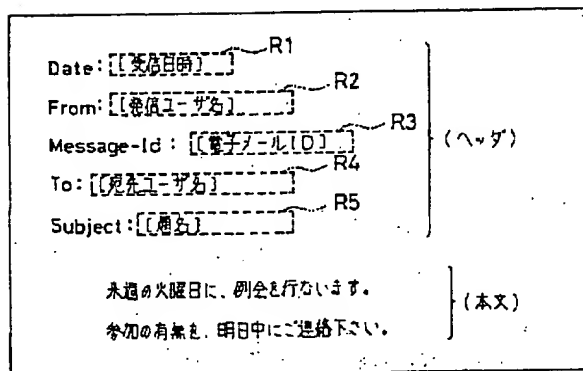 Date: [受信日時] R1
From: [発信ユーザ名] R2
Message-Id: [電子メールID] R3
To: [宛先ユーザ名] R4
Subject: [題名] R5
(ヘッダ)
来週の火曜日に、例会を行ないます。
参加の有無を、明日中にご連絡下さい。
(本文)